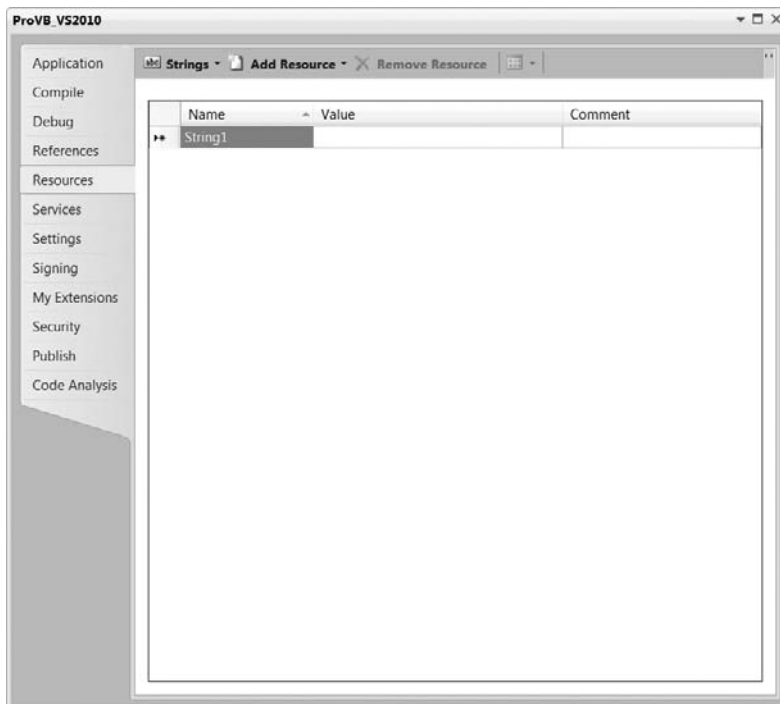 ProVB_VS2010
Application
Compile
Debug
References
Resources
Services
Settings
Signing
My Extensions
Security
Publish
Code Analysis
abc Strings Add Resource Remove Resource
Name Value Comment
String1